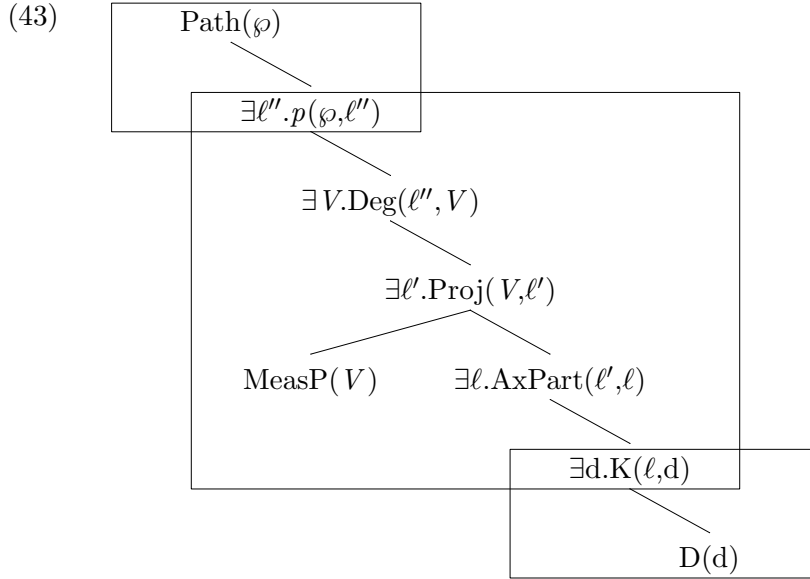 (43)
Path(℘)
∃ℓ″.p(℘,ℓ″)
∃V.Deg(ℓ″, V)
∃ℓ′.Proj(V,ℓ′)
MeasP(V) ∃ℓ.AxPart(ℓ′,ℓ)
∃d.K(ℓ,d)
D(d)